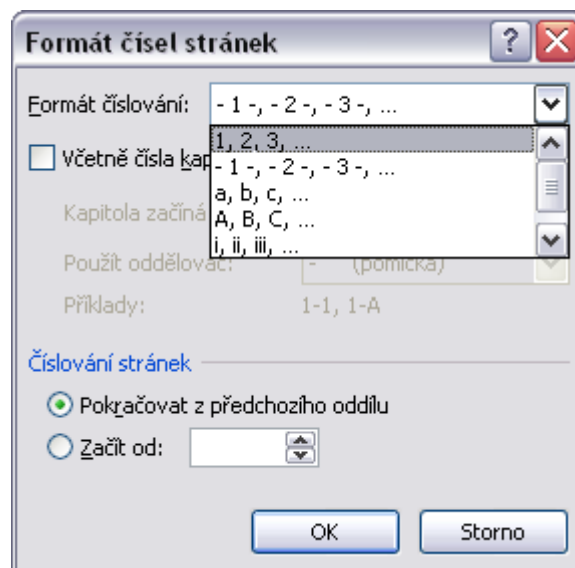 Formát čísel stránek
Formát číslování: - 1 -, - 2 -, - 3 -, ...
1, 2, 3, ...
Včetně čísla - 1 -, - 2 -, - 3 -, ...
a, b, c, ...
Kapitola začíná A, B, C, ...
i, ii, iii, ...
Použít oddělovač: - (pomlčka)
Příklady: 1-1, 1-A
Číslování stránek
Pokračovat z předchozího oddílu
Začít od:
OK Storno